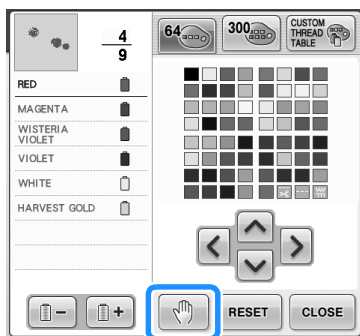 4
9
64
300
CUSTOM
THREAD
TABLE
RED
MAGENTA
WISTERIA
VIOLET
VIOLET
WHITE
HARVEST GOLD
RESET
CLOSE